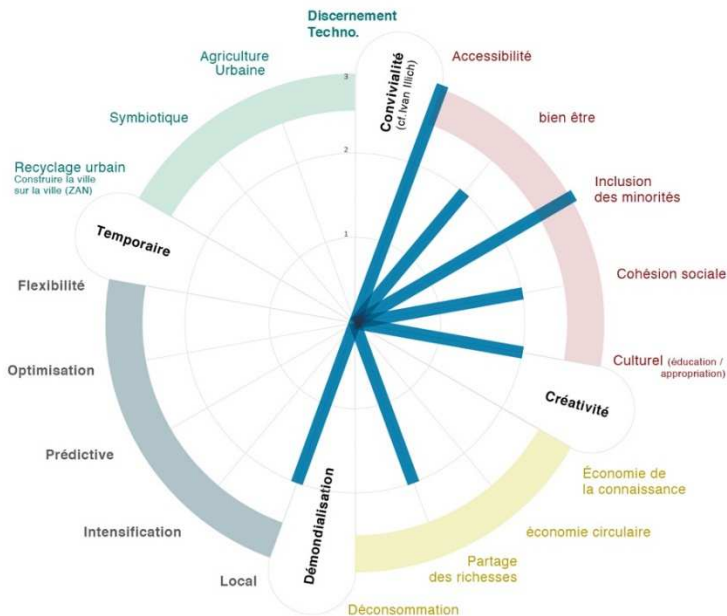 Discernement
Techno.
Convivialité
(cf.Ivan Illich)
Accessibilité
bien être
Inclusion
des minorités
Cohésion sociale
Culturel (éducation /
appropriation)
Créativité
Économie de
la connaissance
économie circulaire
Partage
des richesses
Déconsommation
Démondialisation
Local
Intensification
Prédictive
Optimisation
Flexibilité
Temporaire
Recyclage urbain
Construire la ville
sur la ville (ZAN)
Symbiotique
Agriculture
Urbaine
3
2
1